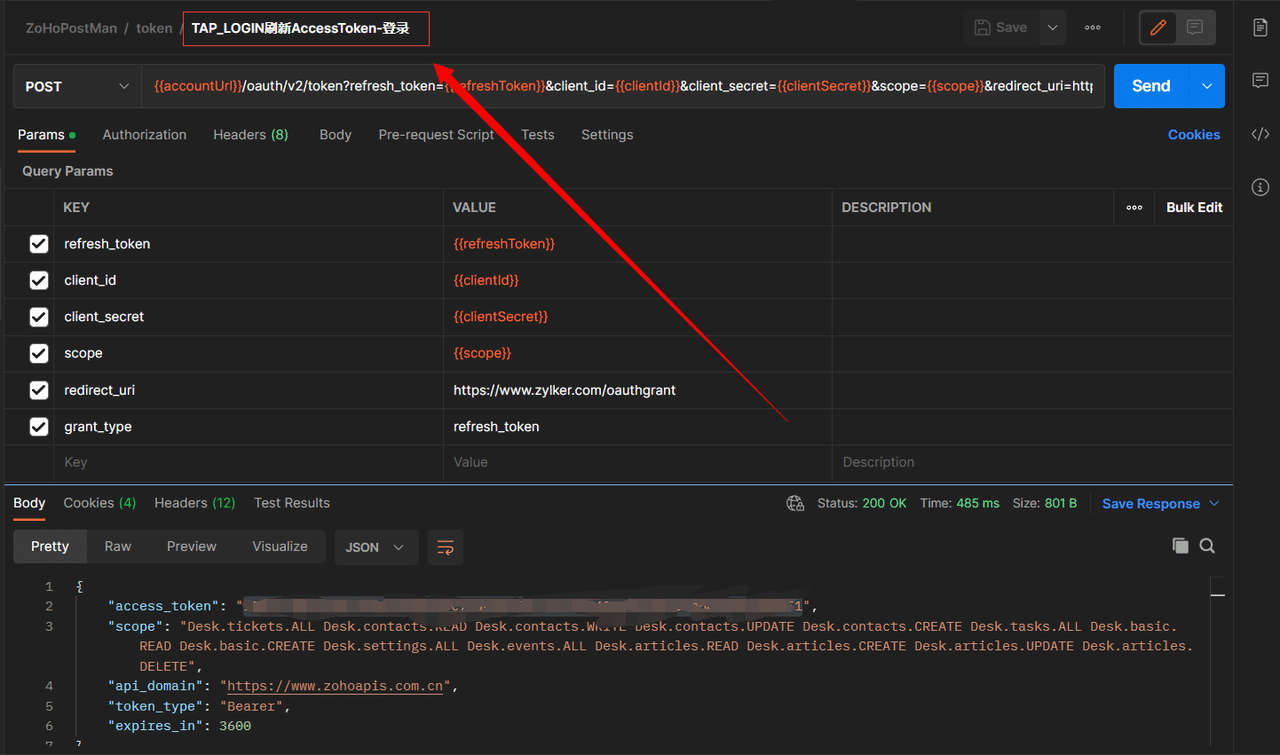 ZoHoPostMan / token / TAP_LOGIN刷新AccessToken-登录
Save
POST
{{accountUrl}}/oauth/v2/token?refresh_token={{refreshToken}}&client_id={{clientId}}&client_secret={{clientSecret}}&scope={{scope}}&redirect_uri=http
Send
Params Authorization Headers (8) Body Pre-request Script Tests Settings Cookies
Query Params
KEY VALUE DESCRIPTION Bulk Edit
refresh_token {{refreshToken}}
client_id {{clientId}}
client_secret {{clientSecret}}
scope {{scope}}
redirect_uri https://www.zylker.com/oauthgrant
grant_type refresh_token
Key Value Description
Body Cookies (4) Headers (12) Test Results Status: 200 OK Time: 485 ms Size: 801 B Save Response
Pretty Raw Preview Visualize JSON
1 {
2 "access_token": "
3 "scope": "Desk.tickets.ALL Desk.contacts.READ Desk.contacts.WRITE Desk.contacts.UPDATE Desk.contacts.CREATE Desk.tasks.ALL Desk.basic.
READ Desk.basic.CREATE Desk.settings.ALL Desk.events.ALL Desk.articles.READ Desk.articles.CREATE Desk.articles.UPDATE Desk.articles.
DELETE",
4 "api_domain": "https://www.zohoapis.com.cn",
5 "token_type": "Bearer",
6 "expires_in": 3600
7 }